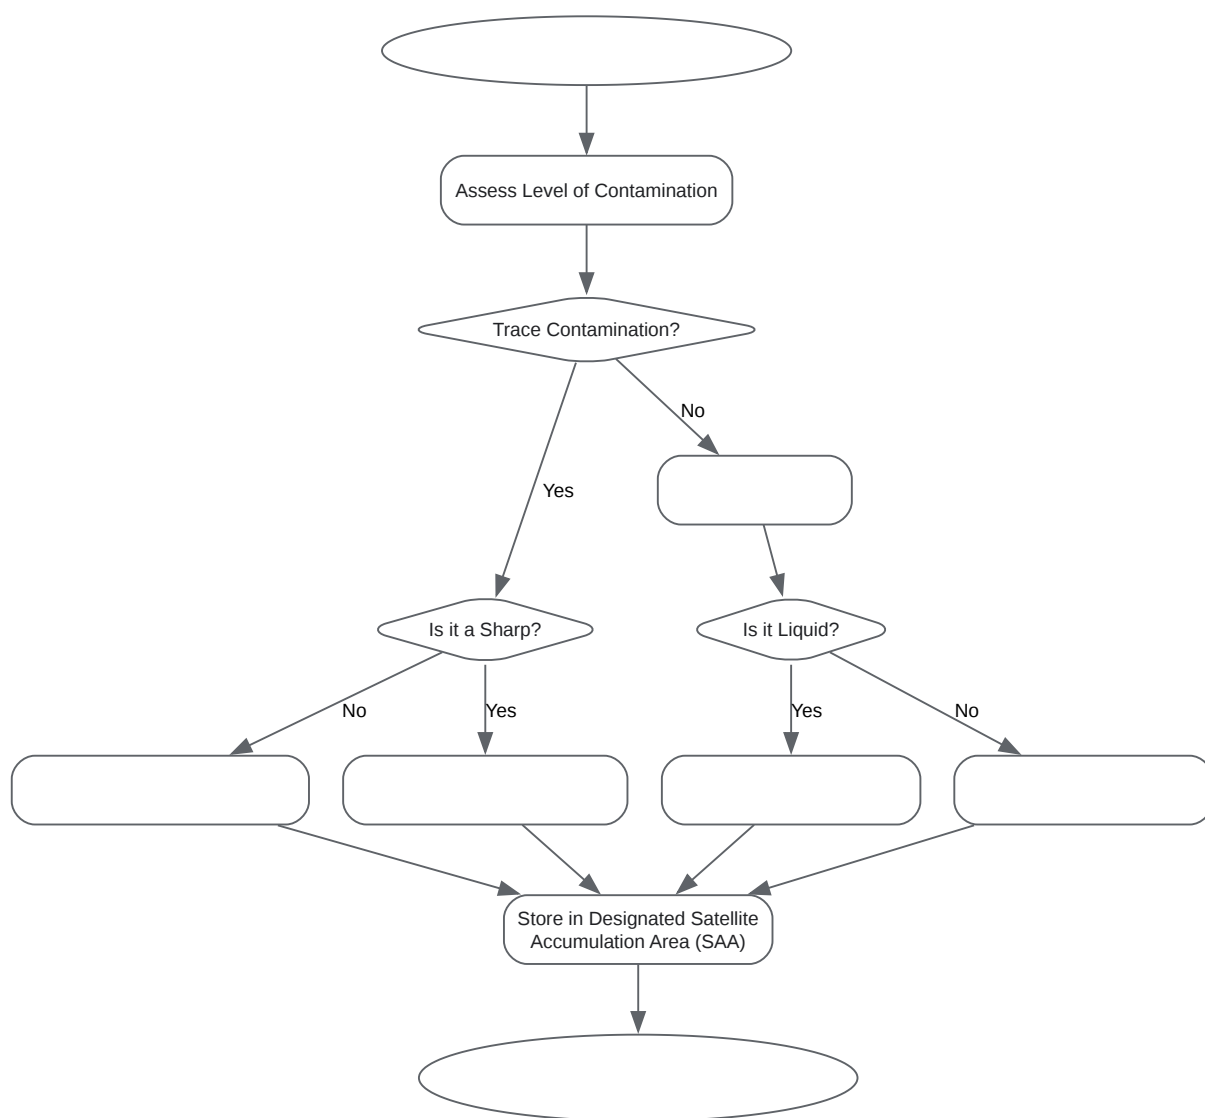 Assess Level of Contamination
Trace Contamination?
No
Yes
Is it a Sharp?
Is it Liquid?
No
Yes
Yes
No
Store in Designated Satellite
Accumulation Area (SAA)